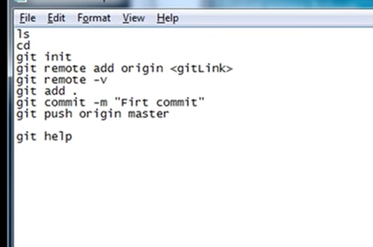 File Edit Format View Help
ls
cd
git init
git remote add origin <gitLink>
git remote -v
git add .
git commit -m "Firt commit"
git push origin master
git help